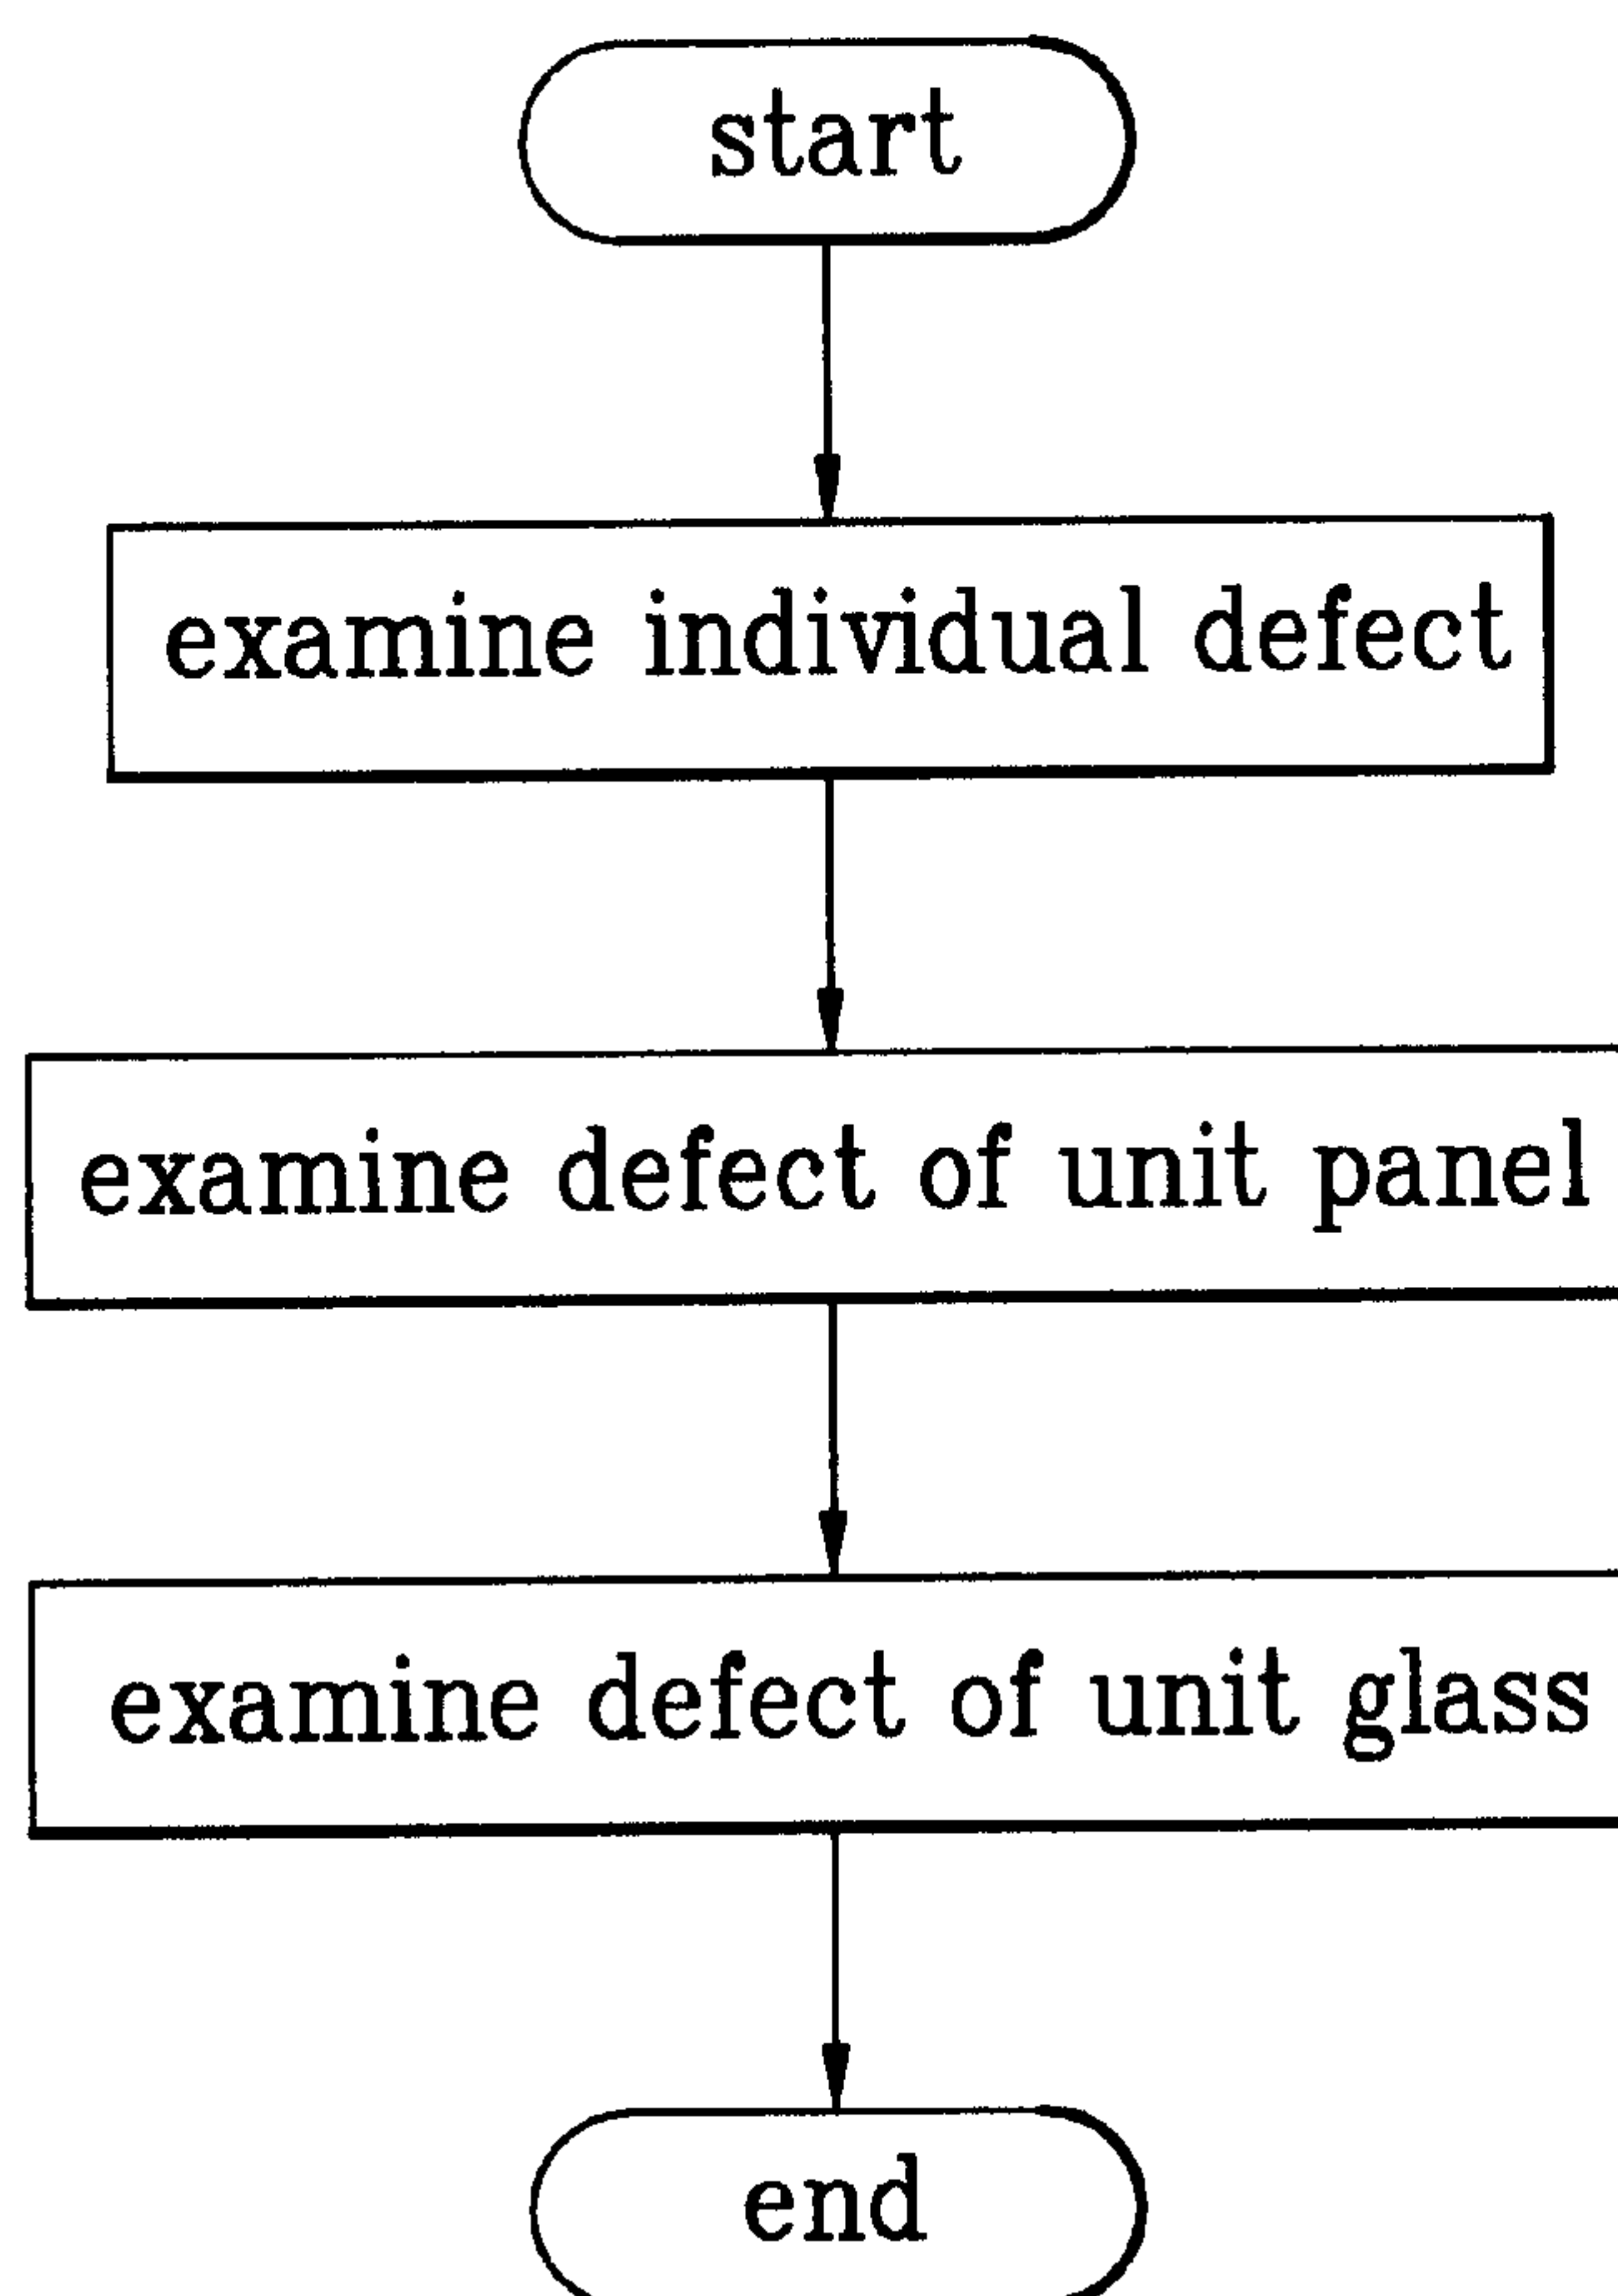 start
examine individual defect
examine defect of unit panel
examine defect of unit glass
end